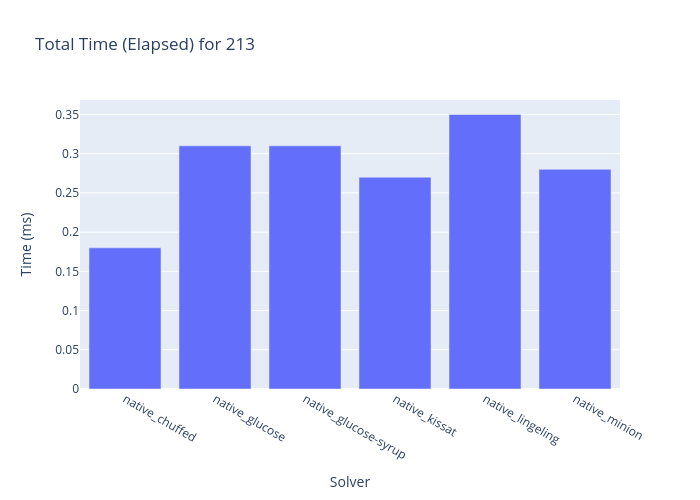 Total Time (Elapsed) for 213
Time (ms)
0.35
0.3
0.25
0.2
0.15
0.1
0.05
0
native_chuffed
native_glucose
native_glucose-syrup
native_kissat
native_lingeling
native_minion
Solver